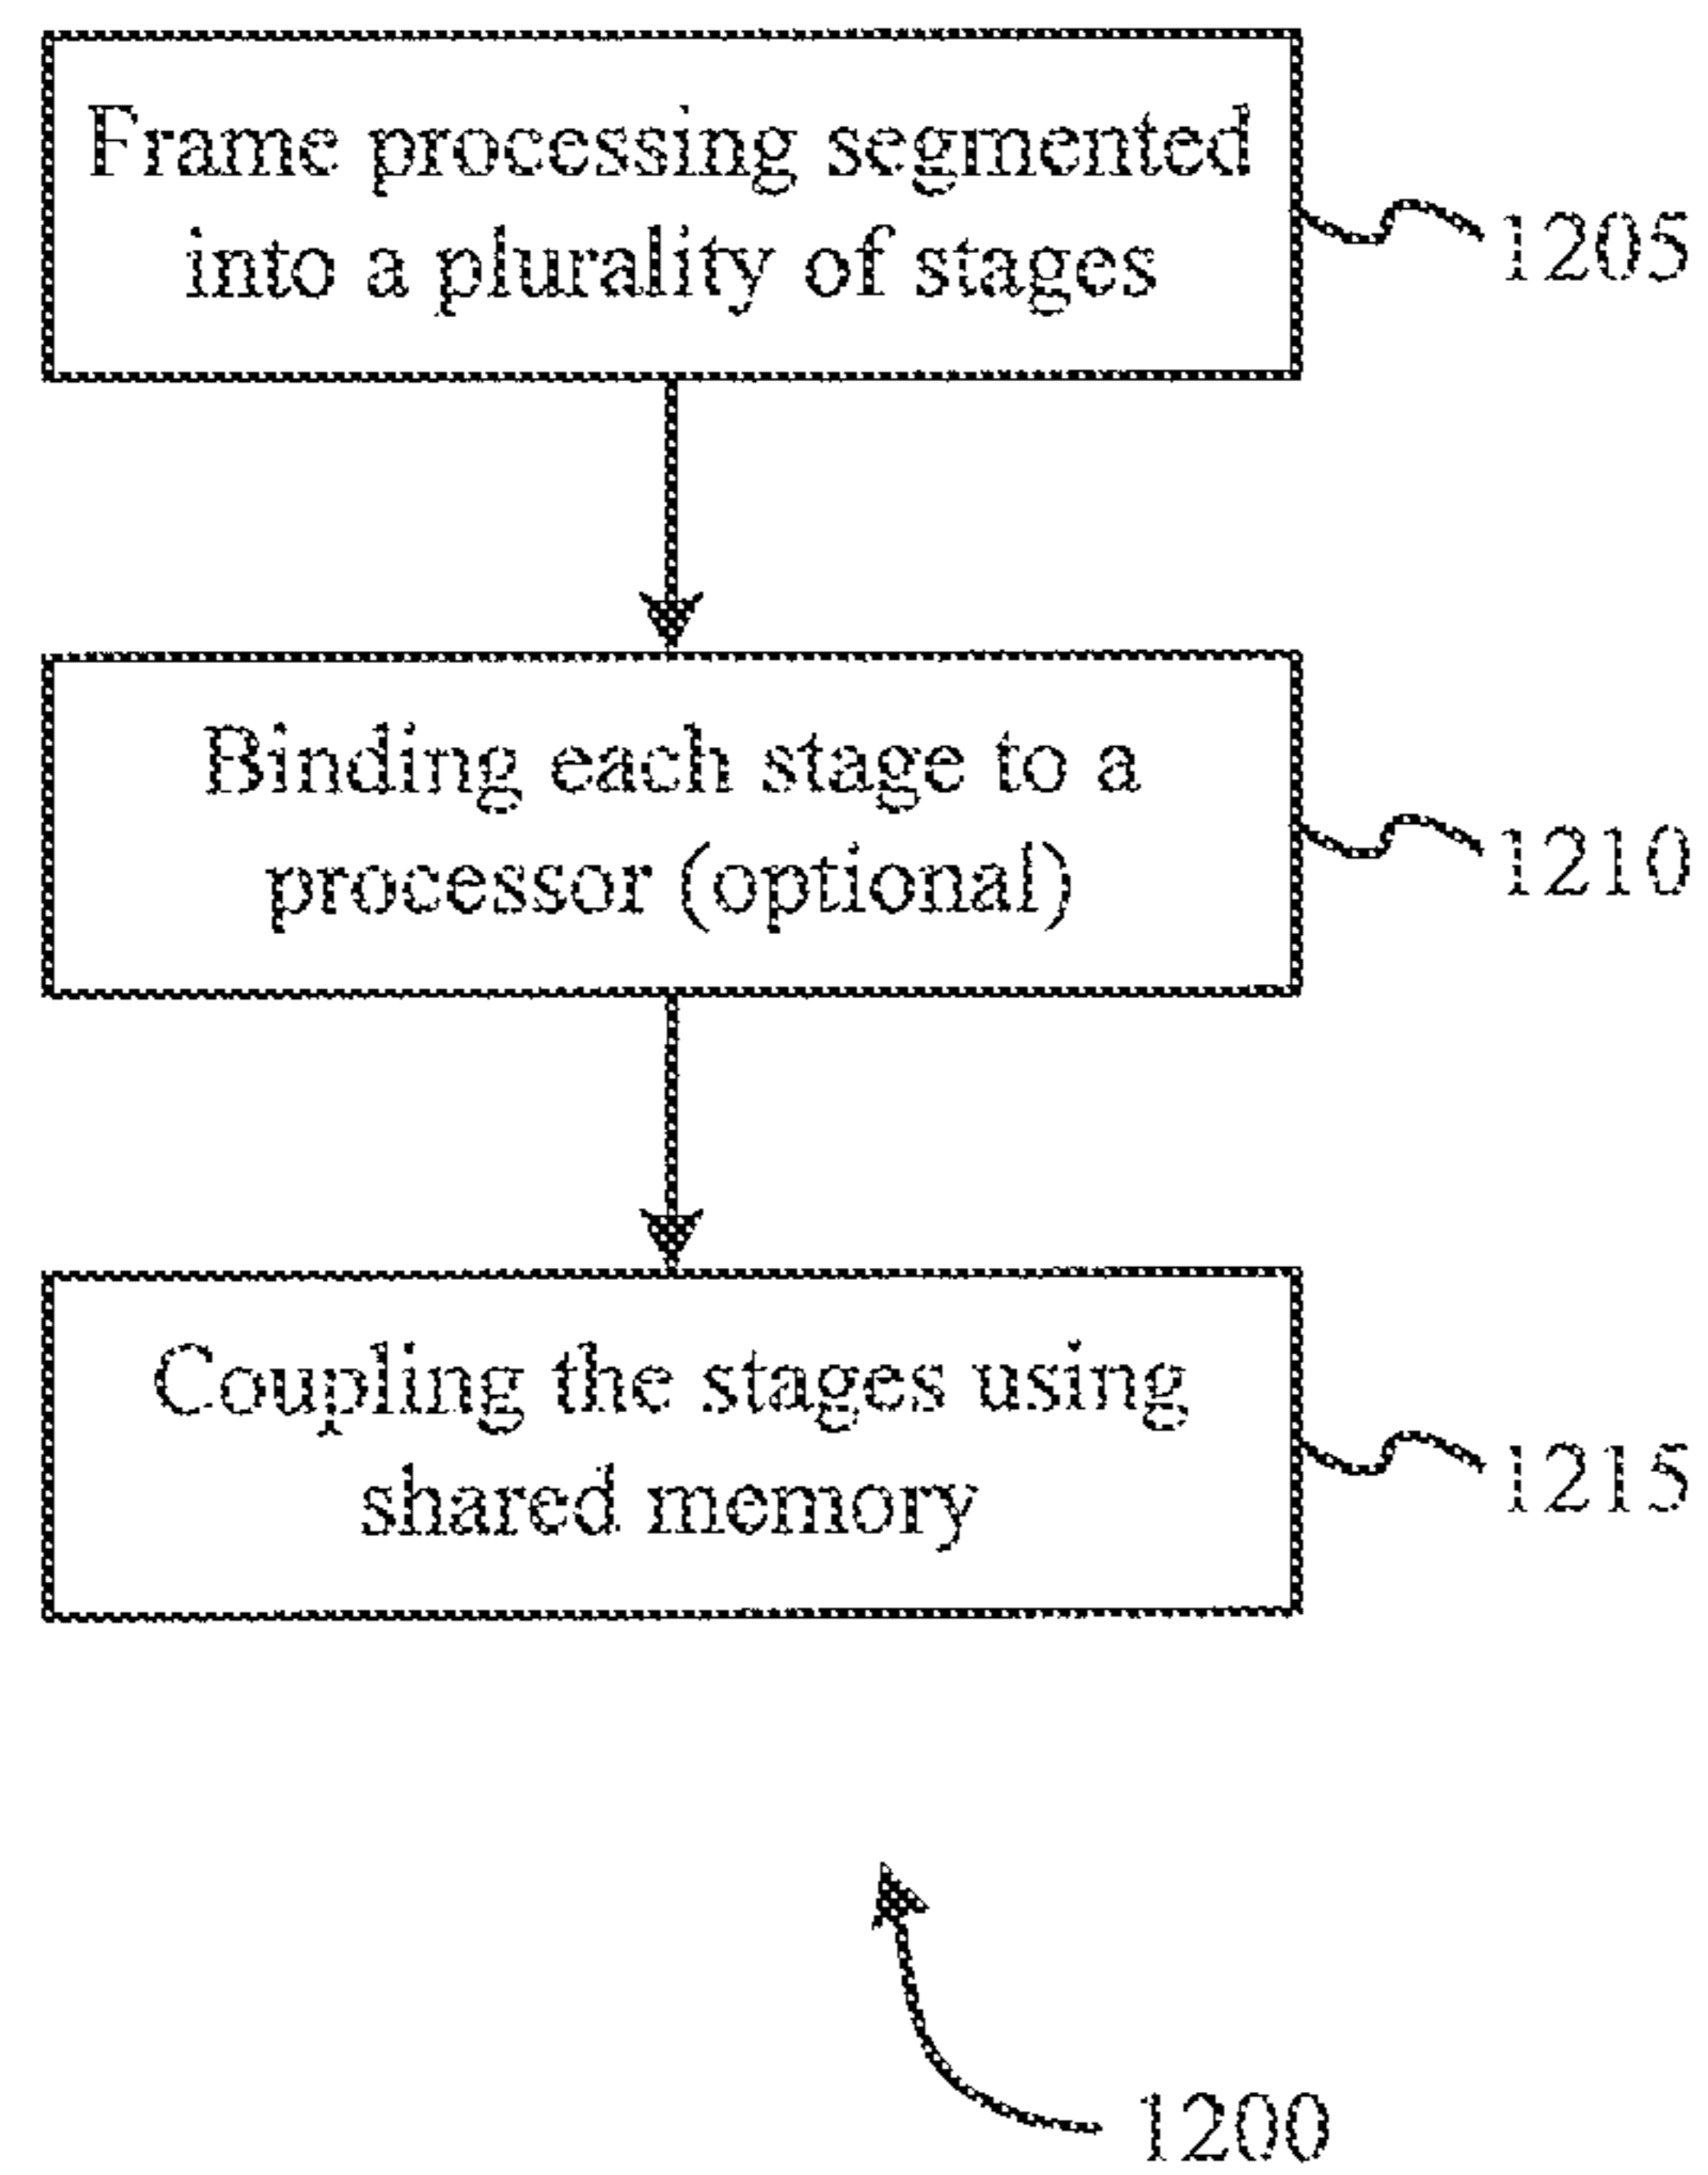 Frame processing segmented
into a plurality of stages
1205
Binding each stage to a
processor (optional)
1210
Coupling the stages using
shared memory
1215
1200